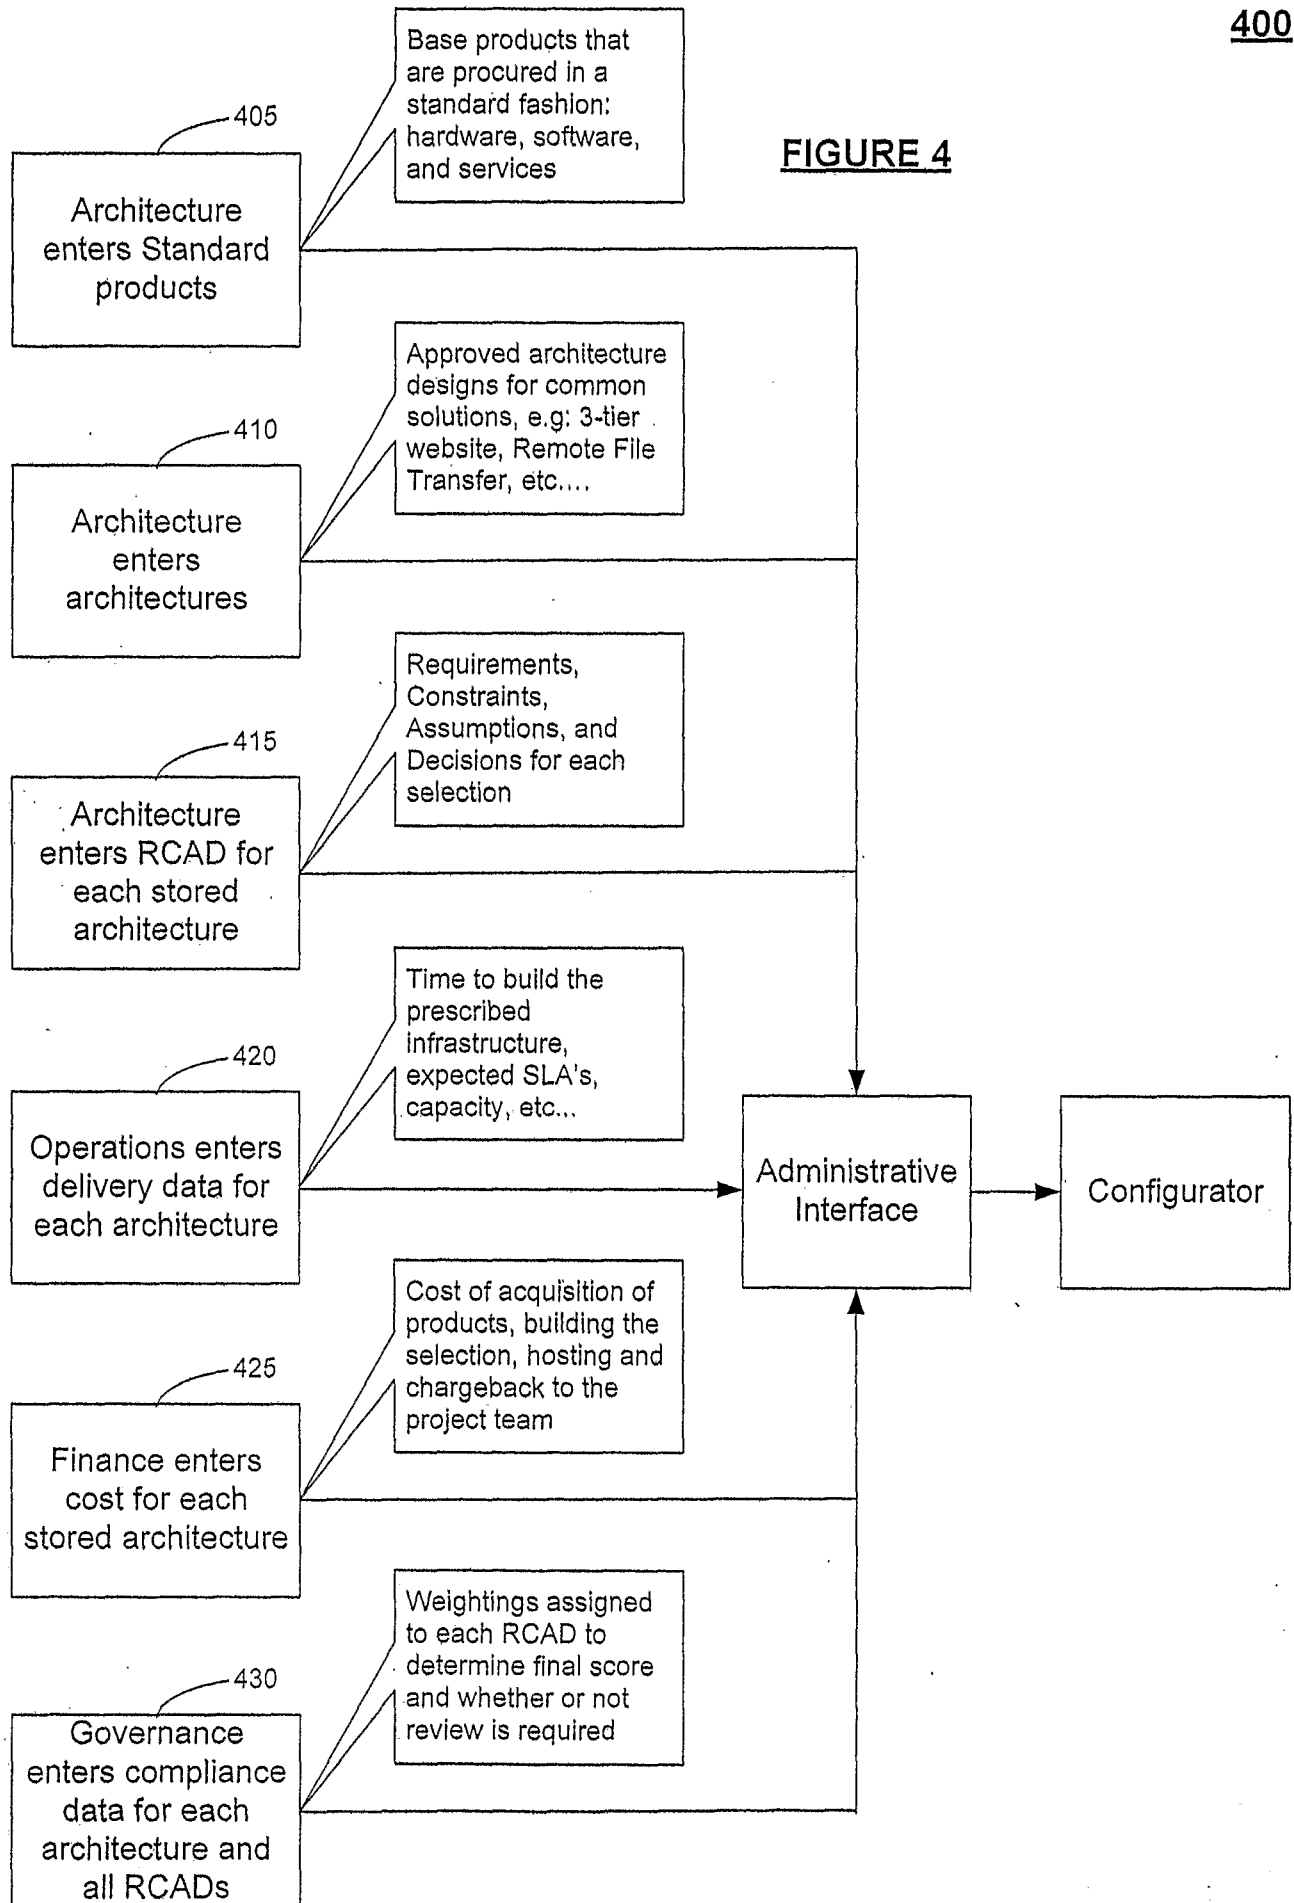 400
FIGURE 4
405
Architecture
enters Standard
products
Base products that
are procured in a
standard fashion:
hardware, software,
and services
410
Architecture
enters
architectures
Approved architecture
designs for common
solutions, e.g: 3-tier
website, Remote File
Transfer, etc....
415
Architecture
enters RCAD for
each stored
architecture
Requirements,
Constraints,
Assumptions, and
Decisions for each
selection
420
Operations enters
delivery data for
each architecture
Time to build the
prescribed
infrastructure,
expected SLA's,
capacity, etc...
Administrative
Interface
Configurator
425
Finance enters
cost for each
stored architecture
Cost of acquisition of
products, building the
selection, hosting and
chargeback to the
project team
430
Governance
enters compliance
data for each
architecture and
all RCADs
Weightings assigned
to each RCAD to
determine final score
and whether or not
review is required